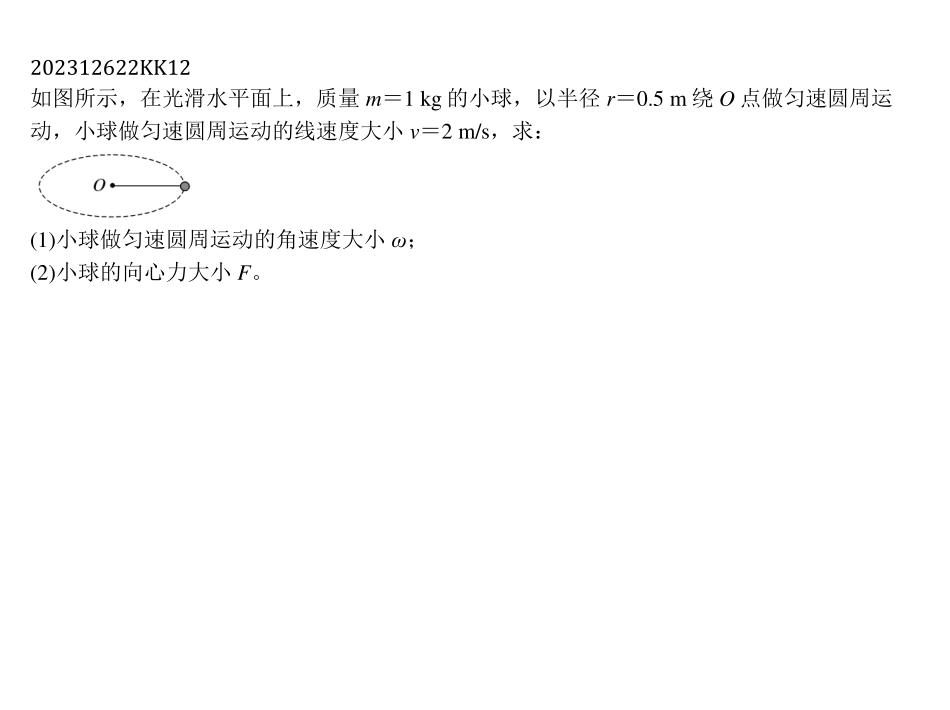 202312622KK12
如图所示，在光滑水平面上，质量 m＝1 kg 的小球，以半径 r＝0.5 m 绕 O 点做匀速圆周运
动，小球做匀速圆周运动的线速度大小 v＝2 m/s，求：
O
(1)小球做匀速圆周运动的角速度大小 ω；
(2)小球的向心力大小 F。